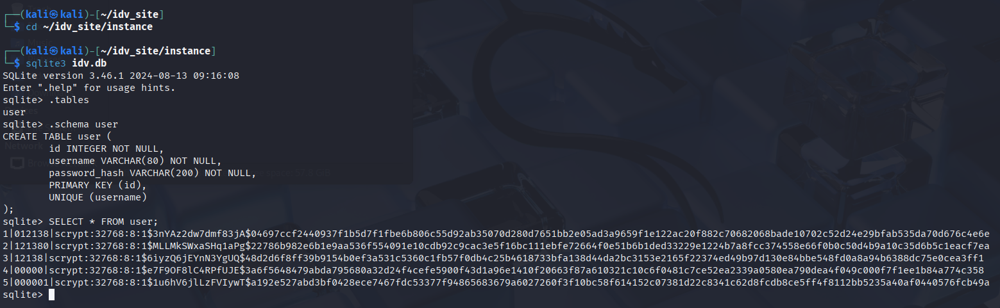 ┌──(kali㉿kali)-[~/idv_site]
└─$ cd ~/idv_site/instance
┌──(kali㉿kali)-[~/idv_site/instance]
└─$ sqlite3 idv.db
SQLite version 3.46.1 2024-08-13 09:16:08
Enter ".help" for usage hints.
sqlite> .tables
user
sqlite> .schema user
CREATE TABLE user (
        id INTEGER NOT NULL,
        username VARCHAR(80) NOT NULL,
        password_hash VARCHAR(200) NOT NULL,
        PRIMARY KEY (id),
        UNIQUE (username)
);
sqlite> SELECT * FROM user;
1|012138|scrypt:32768:8:1$3nYAz2dw7dmf83jA$04697ccf2440937f1b5d7f1fbe6b806c55d92ab35070d280d7651bb2e05ad3a9659f1e122ac20f882c70682068bade10702c52d24e29bfab535da70d676c4e6e
2|121380|scrypt:32768:8:1$MLLMkSWxaSHq1aPg$22786b982e6b1e9aa536f554091e10cdb92c9cac3e5f16bc111ebfe72664f0e51b6b1ded33229e1224b7a8fcc374558e66f0b0c50d4b9a10c35d6b5c1eacf7ea
3|12138|scrypt:32768:8:1$6iyzQ6jEYnN3YgUQ$48d2d6f8ff39b9154b0ef3a531c5360c1fb57f0db4c25b4618733bfa138d44da2bc3153e2165f22374ed49b97d130e84bbe548fd0a8a94b6388dc75e0cea3ff1
4|00000|scrypt:32768:8:1$e7F9OF8lC4RPfUJE$3a6f5648479abda795680a32d24f4cefe5900f43d1a96e1410f20663f87a610321c10c6f0481c7ce52ea2339a0580ea790dea4f049c000f7f1ee1b84a774c358
5|000001|scrypt:32768:8:1$1u6hV6jlLzFVIywT$a192e527abd3bf0428ece7467fdc53377f94865683679a6027260f3f10bc58f614152c07381d22c8341c62d8fcdb8ce5ff4f8112bb5235a40af0440576fcb49a
sqlite>